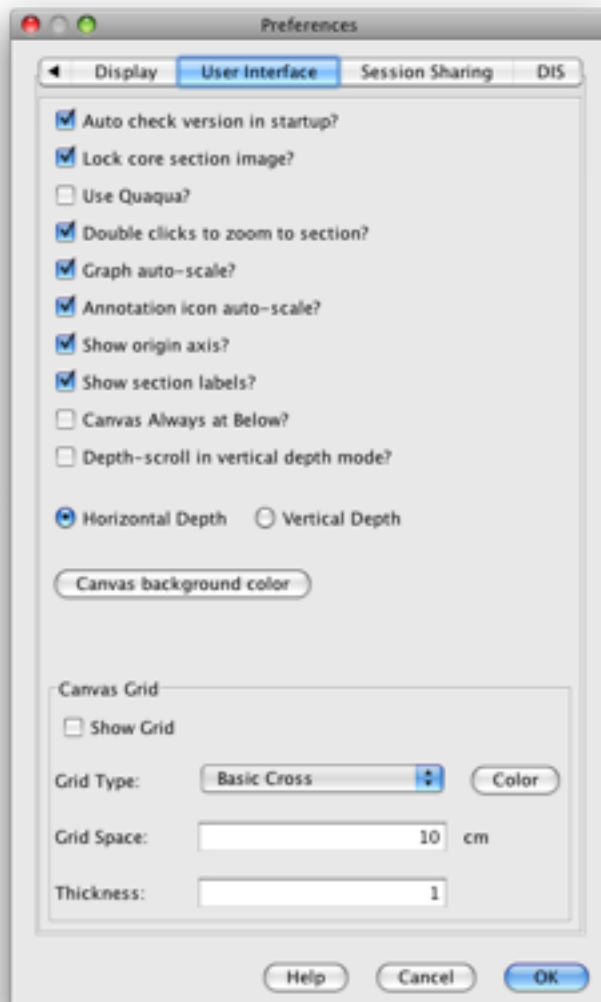 Preferences
Display User Interface Session Sharing DIS
Auto check version in startup?
Lock core section image?
Use Quaqua?
Double clicks to zoom to section?
Graph auto-scale?
Annotation icon auto-scale?
Show origin axis?
Show section labels?
Canvas Always at Below?
Depth-scroll in vertical depth mode?
Horizontal Depth Vertical Depth
Canvas background color
Canvas Grid
Show Grid
Grid Type: Basic Cross Color
Grid Space: 10 cm
Thickness: 1
Help Cancel OK